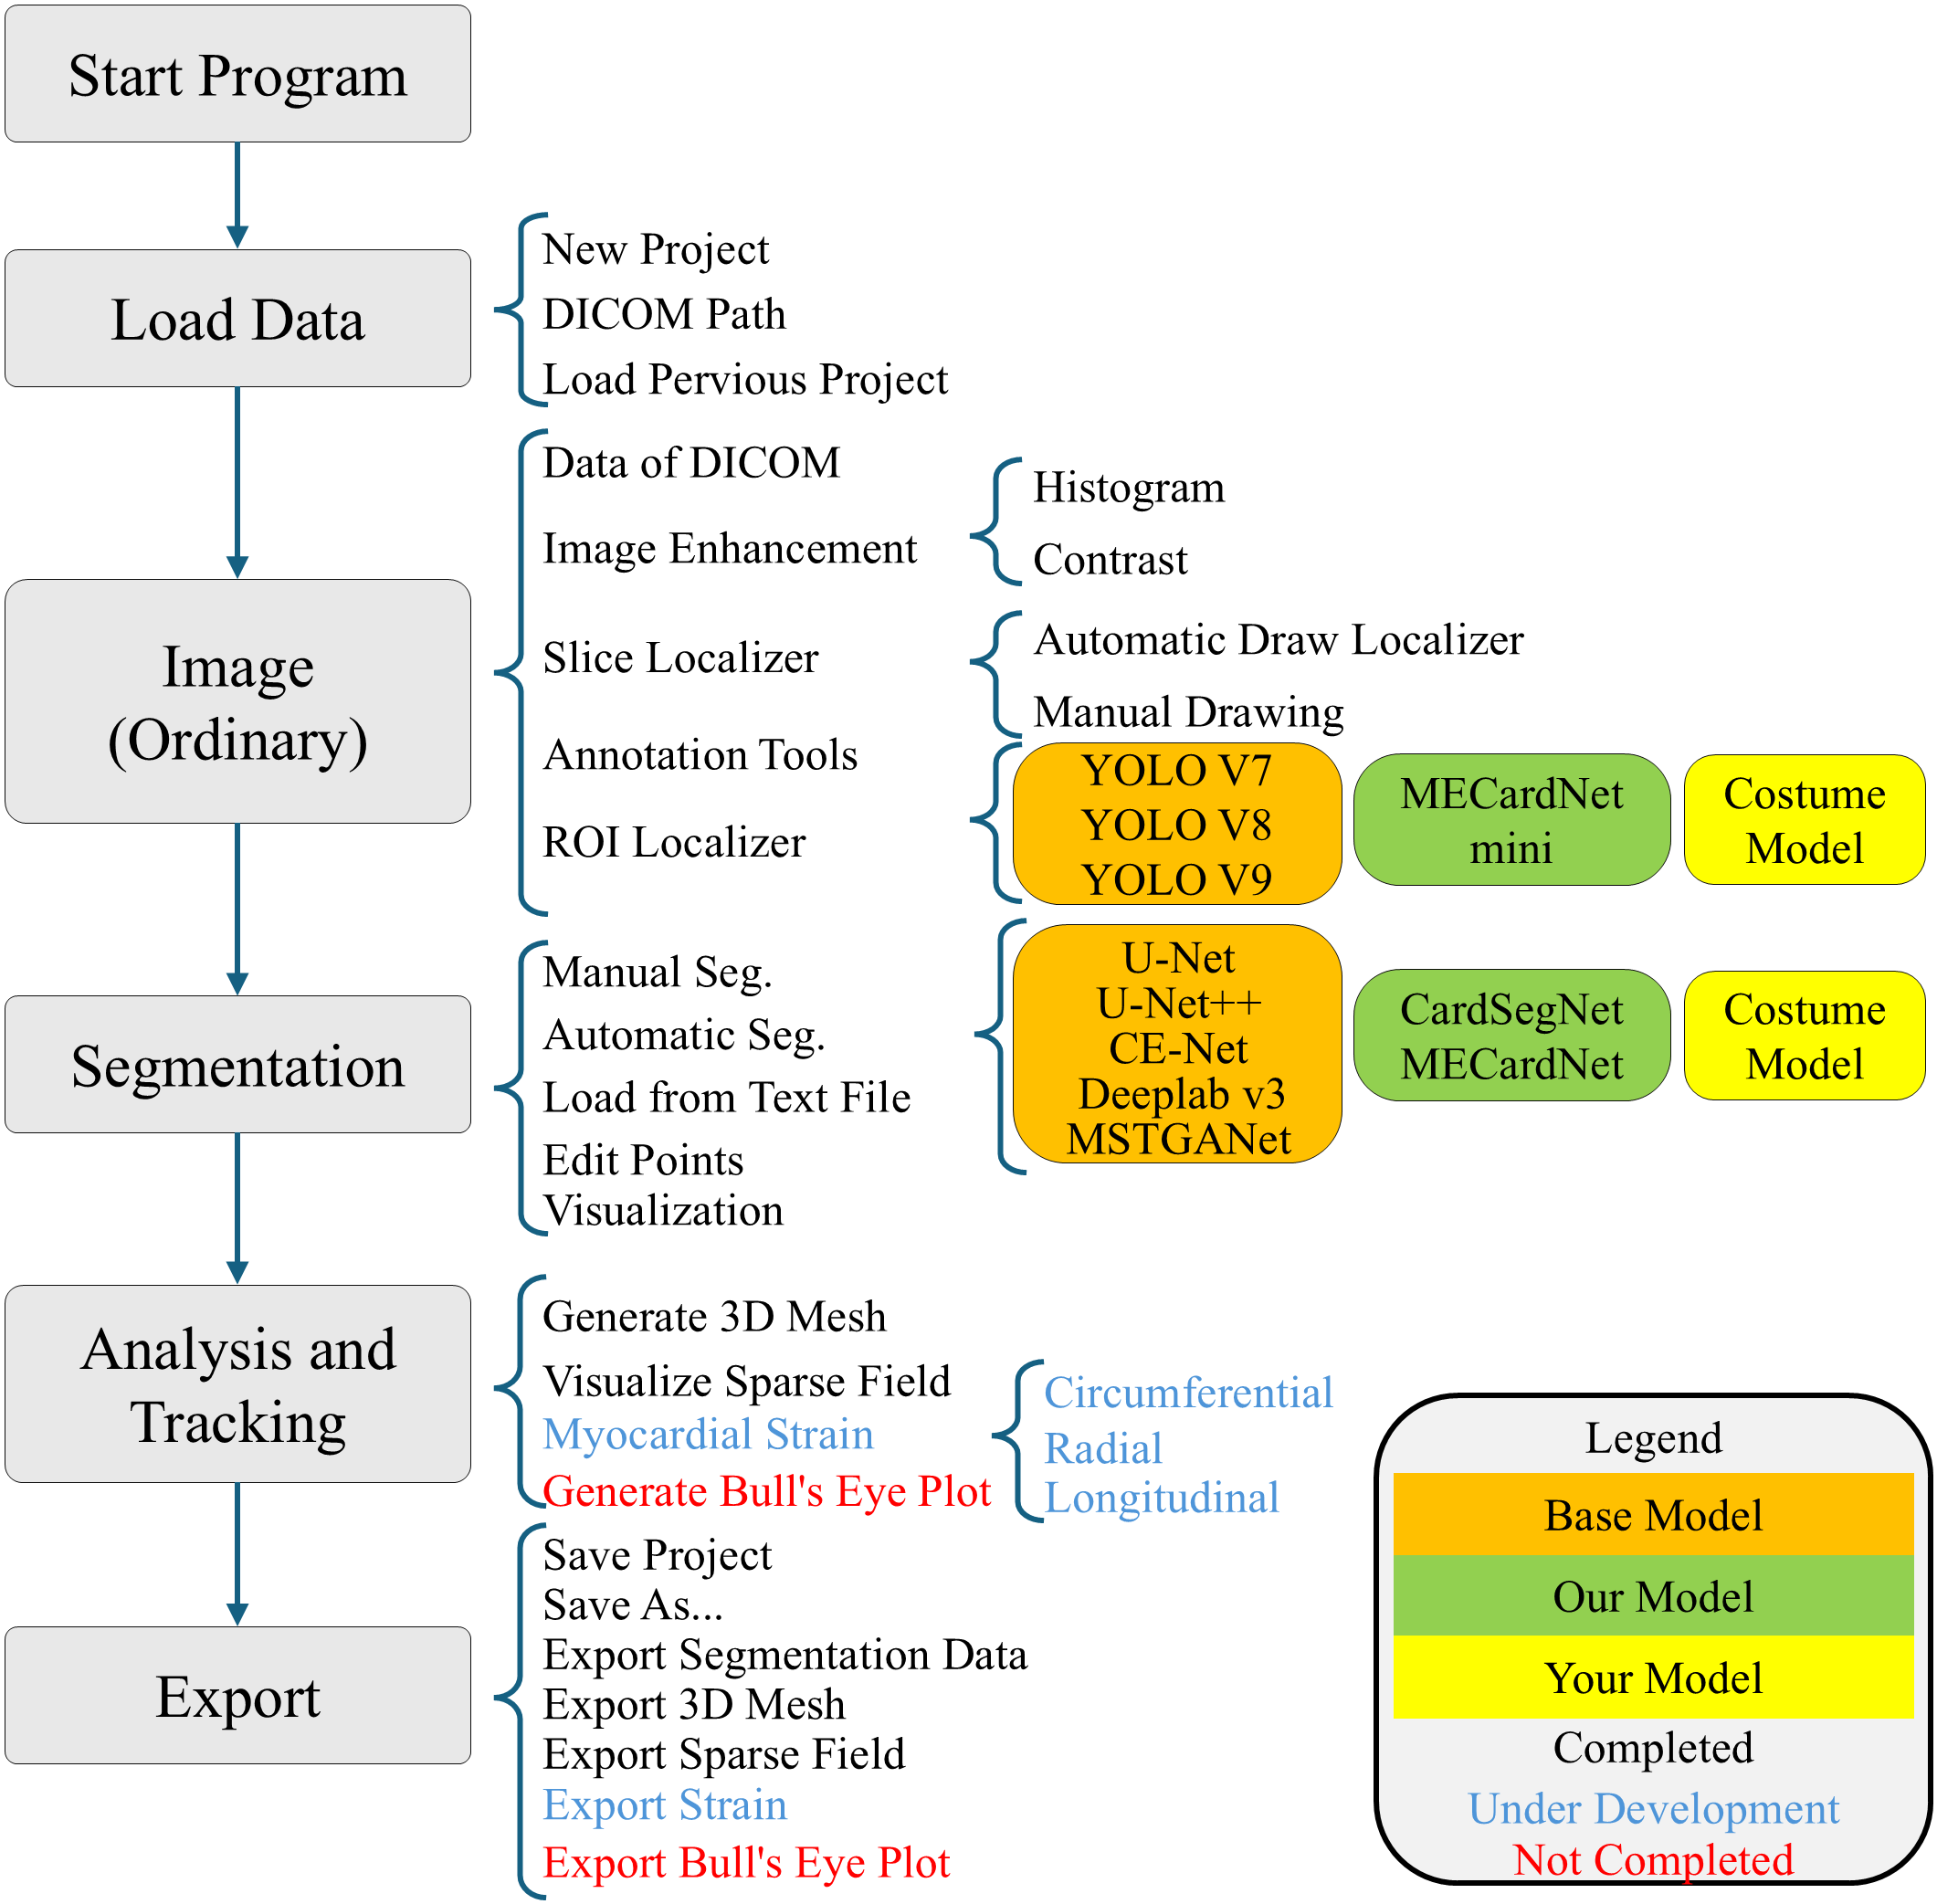 Start Program
Load Data
New Project
DICOM Path
Load Pervious Project
Image
(Ordinary)
Data of DICOM
Image Enhancement
Histogram
Contrast
Slice Localizer
Automatic Draw Localizer
Manual Drawing
Annotation Tools
ROI Localizer
YOLO V7
YOLO V8
YOLO V9
MECardNet
mini
Costume
Model
Segmentation
Manual Seg.
Automatic Seg.
Load from Text File
Edit Points
Visualization
U-Net
U-Net++
CE-Net
Deeplab v3
MSTGANet
CardSegNet
MECardNet
Costume
Model
Analysis and
Tracking
Generate 3D Mesh
Visualize Sparse Field
Myocardial Strain
Generate Bull's Eye Plot
Circumferential
Radial
Longitudinal
Export
Save Project
Save As...
Export Segmentation Data
Export 3D Mesh
Export Sparse Field
Export Strain
Export Bull's Eye Plot
Legend
Base Model
Our Model
Your Model
Completed
Under Development
Not Completed